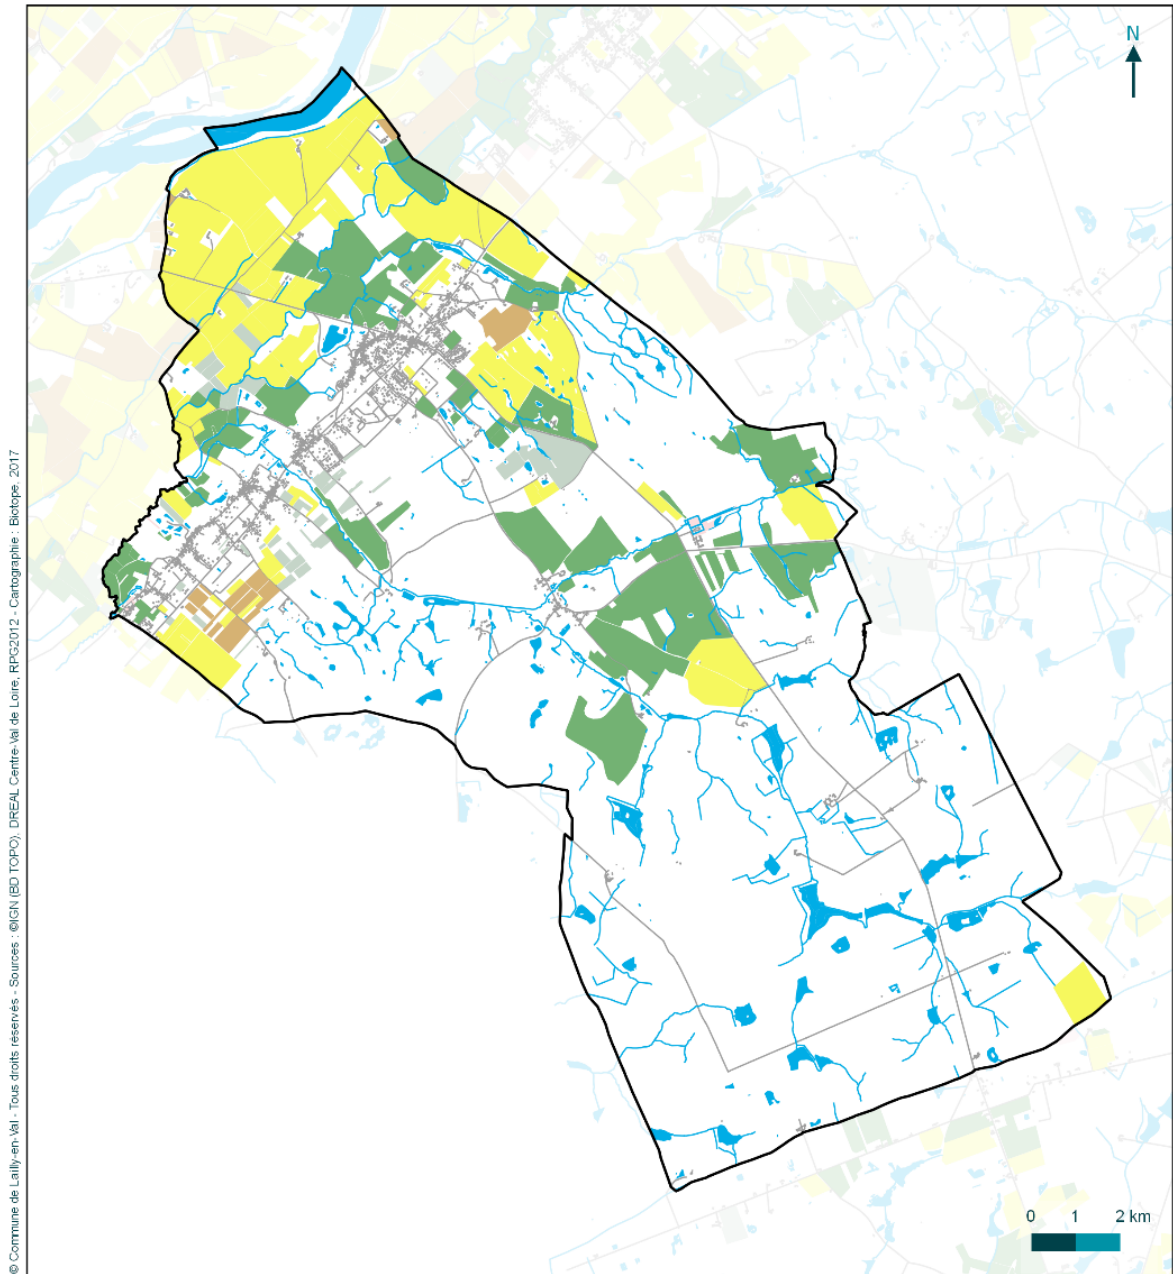 N
© Commune de Lailly-en-Val - Tous droits réservés - Sources : ©IGN (BD TOPO), DREAL Centre-Val de Loire, RPG2012 - Cartographie : Biotope, 2017
0 1 2 km